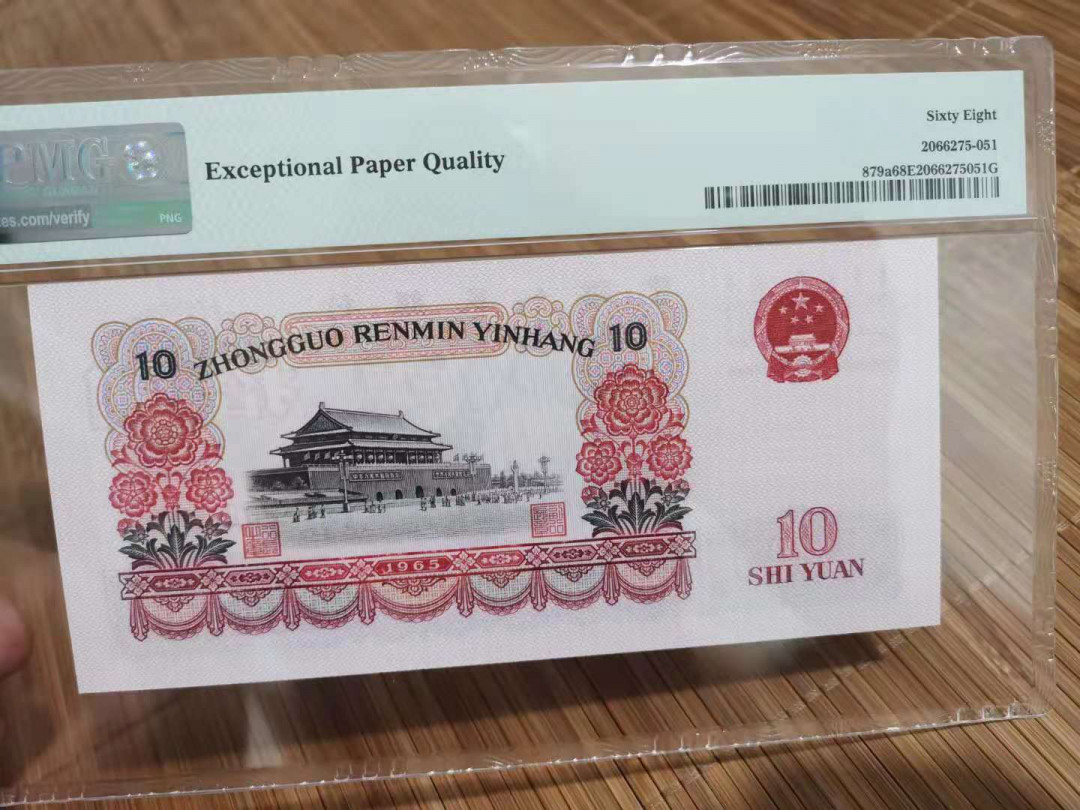 Sixty Eight
2066275-051
879a68E2066275051G
PMG
Exceptional Paper Quality
es.com/verify
PNG
10 ZHONGGUO RENMIN YINHANG 10
1965
10
SHI YUAN